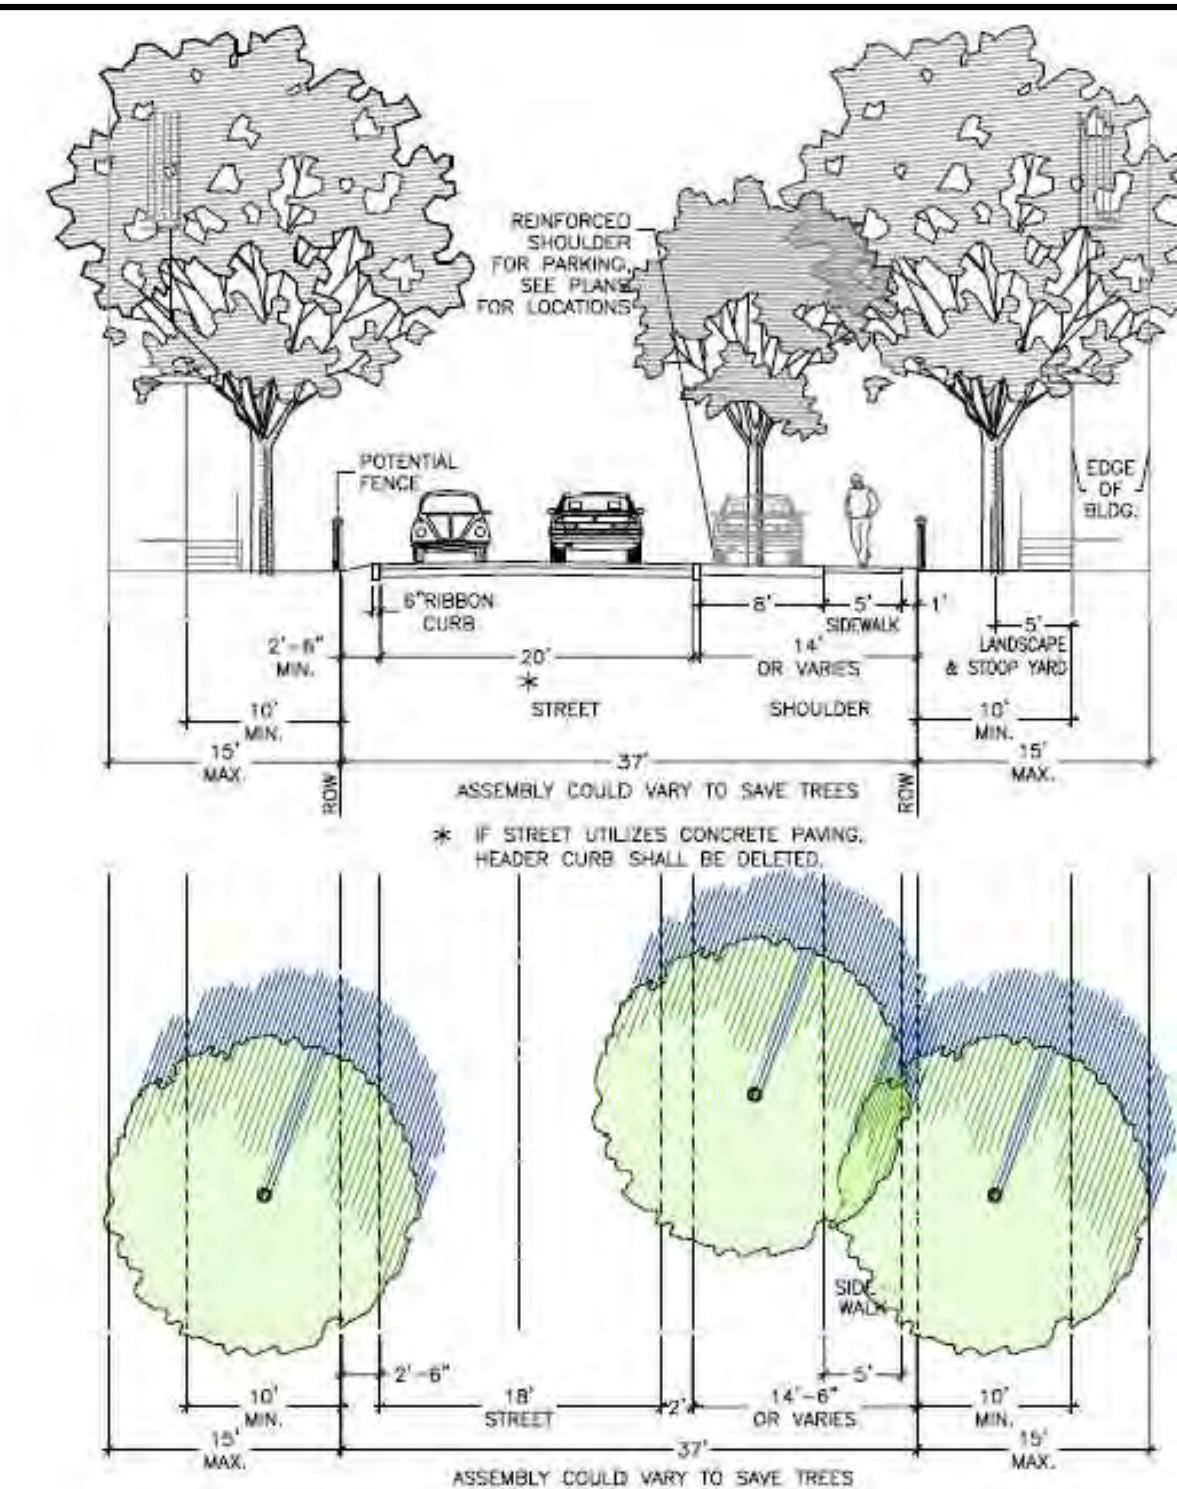 REINFORCED
SHOULDER
FOR PARKING,
SEE PLANS
FOR LOCATIONS
POTENTIAL
FENCE
EDGE
OF
BLDG.
6"RIBBON
CURB
8'
5'
SIDEWALK
1'
5'
LANDSCAPE
& STOOP YARD
2'-6"
MIN.
20'
*
STREET
14'
OR VARIES
SHOULDER
10'
MIN.
10'
MIN.
15'
MAX.
37'
15'
MAX.
ROW
ROW
ASSEMBLY COULD VARY TO SAVE TREES
* IF STREET UTILIZES CONCRETE PAVING,
HEADER CURB SHALL BE DELETED.
SIDE
WALK
2'-6"
5'
10'
MIN.
18'
STREET
2'
14'-6"
OR VARIES
10'
MIN.
15'
MAX.
37'
15'
MAX.
ASSEMBLY COULD VARY TO SAVE TREES